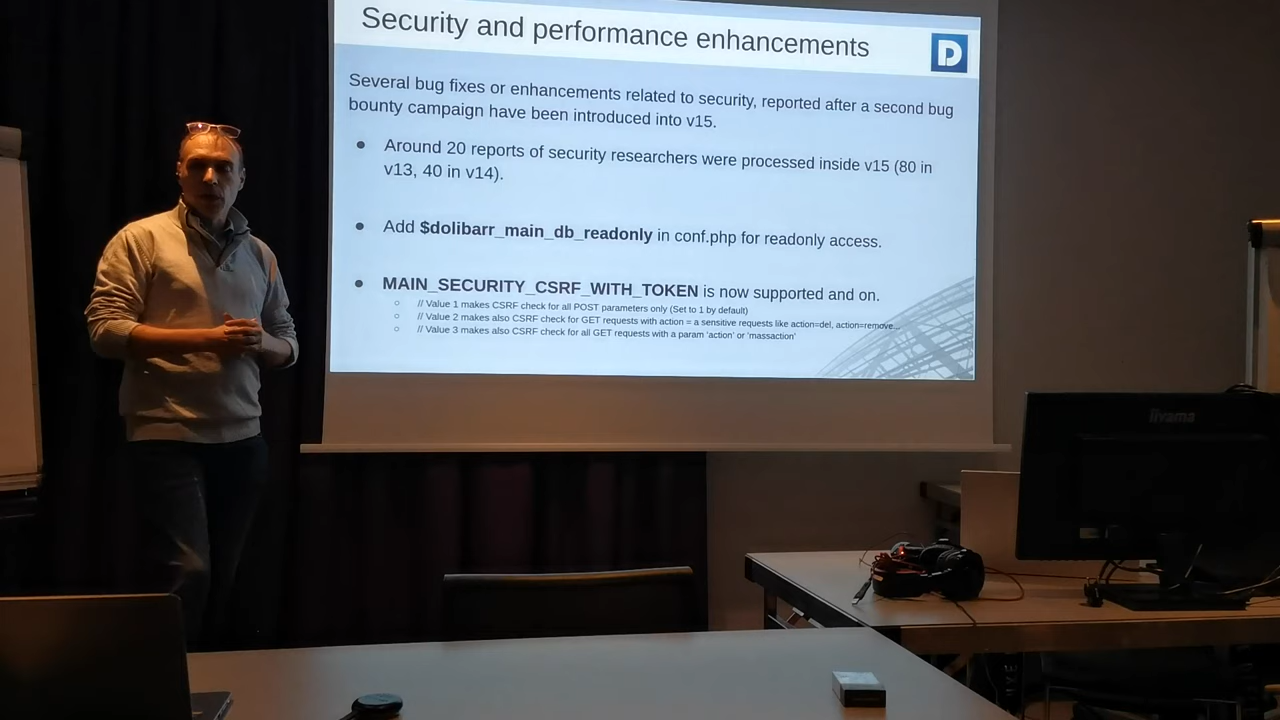 Security and performance enhancements
D
Several bug fixes or enhancements related to security, reported after a second bug
bounty campaign have been introduced into v15.
● Around 20 reports of security researchers were processed inside v15 (80 in
v13, 40 in v14).
● Add $dolibarr_main_db_readonly in conf.php for readonly access.
● MAIN_SECURITY_CSRF_WITH_TOKEN is now supported and on.
○ // Value 1 makes CSRF check for all POST parameters only (Set to 1 by default)
○ // Value 2 makes also CSRF check for GET requests with action = a sensitive requests like action=del, action=remove...
○ // Value 3 makes also CSRF check for all GET requests with a param 'action' or 'massaction'
iiyama